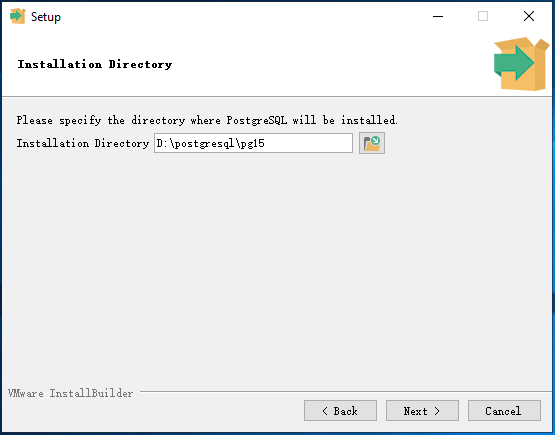 Setup
Installation Directory
Please specify the directory where PostgreSQL will be installed.
Installation Directory D:\postgresql\pg15
VMware InstallBuilder
< Back Next > Cancel